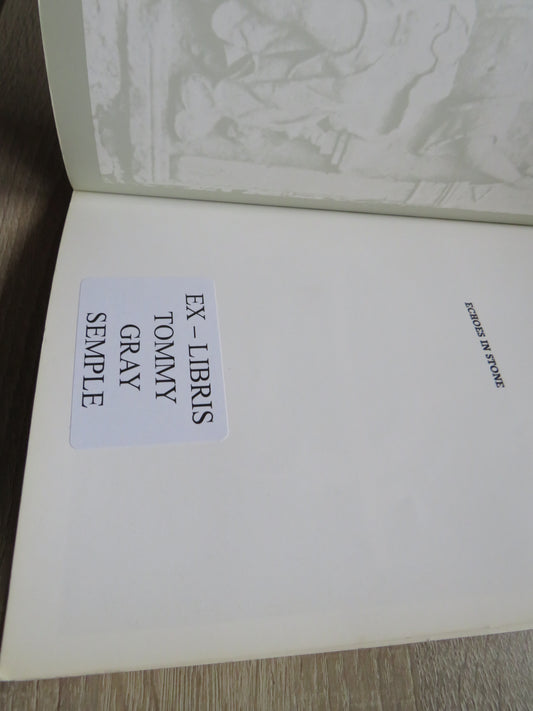 ECHOES IN STONE
EX – LIBRIS
TOMMY
GRAY
SEMPLE